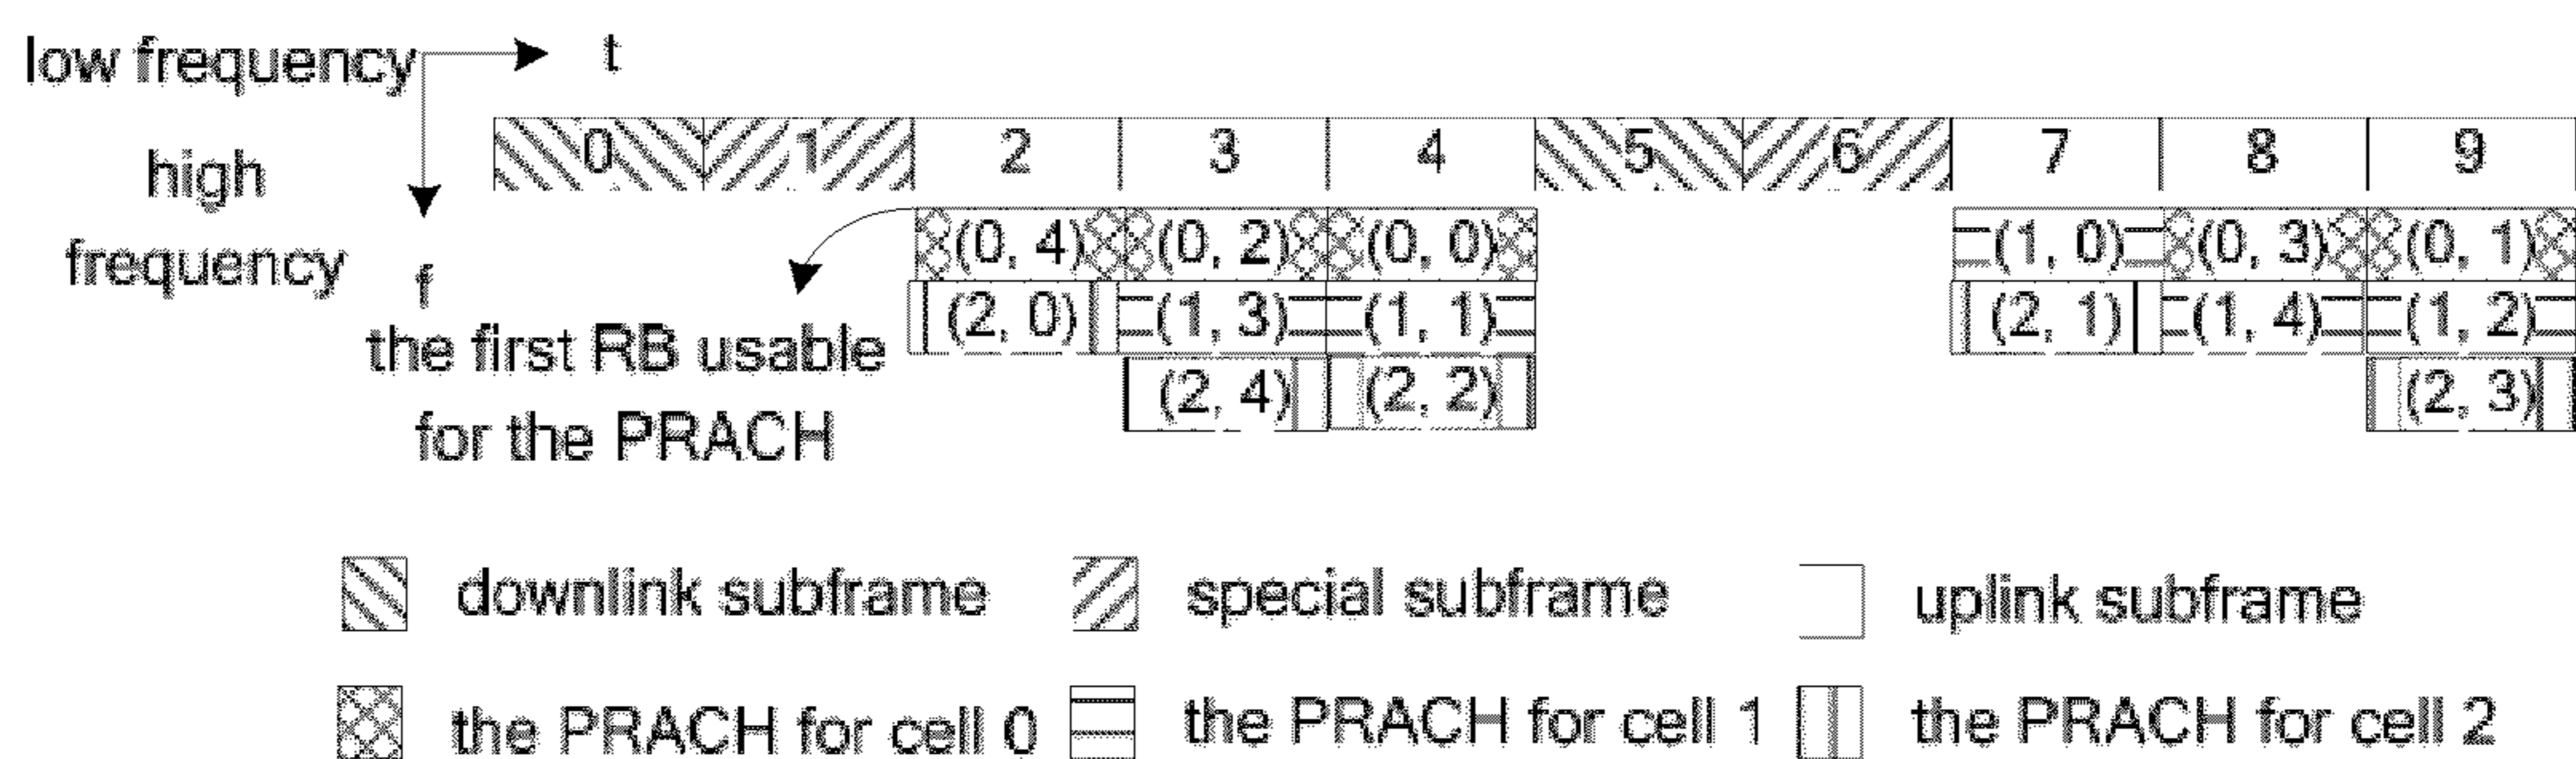 low frequency t
high
frequency
f
0 1 2 3 4 5 6 7 8 9
(0, 4) (0, 2) (0, 0) (1, 0) (0, 3) (0, 1)
(2, 0) (1, 3) (1, 1) (2, 1) (1, 4) (1, 2)
(2, 4) (2, 2) (2, 3)
the first RB usable
for the PRACH
downlink subframe special subframe uplink subframe
the PRACH for cell 0 the PRACH for cell 1 the PRACH for cell 2